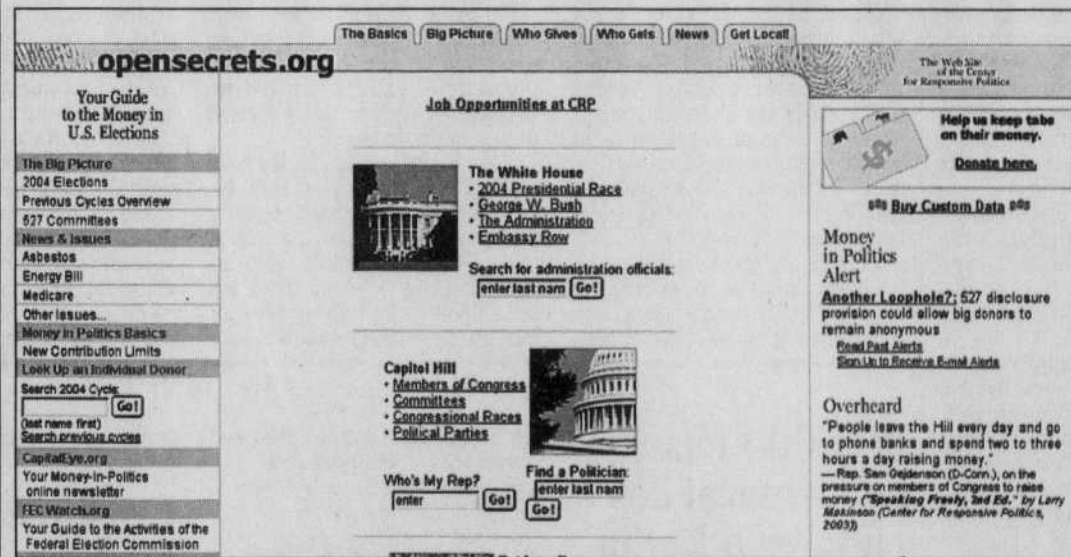 The Basics
Big Picture
Who Gives
Who Gets
News
Get Local!
opensecrets.org
The Web Site
of the Center
for Responsive Politics
Your Guide
to the Money in
U.S. Elections
The Big Picture
2004 Elections
Previous Cycles Overview
527 Committees
News & Issues
Asbestos
Energy Bill
Medicare
Other Issues...
Money in Politics Basics
New Contribution Limits
Look Up an Individual Donor
Search 2004 Cycle:
Go!
(last name first)
Search previous cycles
CapitalEye.org
Your Money-In-Politics
online newsletter
FECWatch.org
Your Guide to the Activities of the
Federal Election Commission
Job Opportunities at CRP
The White House
• 2004 Presidential Race
• George W. Bush
• The Administration
• Embassy Row
Search for administration officials:
enter last nam Go!
Capitol Hill
• Members of Congress
• Committees
• Congressional Races
• Political Parties
Who's My Rep?
enter Go!
Find a Politician:
enter last nam
Go!
Help us keep tabs
on their money.
Donate here.
$
Buy Custom Data
Money
in Politics
Alert
Another Loophole?: 527 disclosure
provision could allow big donors to
remain anonymous
Read Past Alerts
Sign Up to Receive E-mail Alerts
Overheard
"People leave the Hill every day and go
to phone banks and spend two to three
hours a day raising money."
— Rep. Sam Gejdenson (D-Conn.), on the
pressure on members of Congress to raise
money ("Speaking Freely, 2nd Ed." by Larry
Makinson (Center for Responsive Politics,
2003))